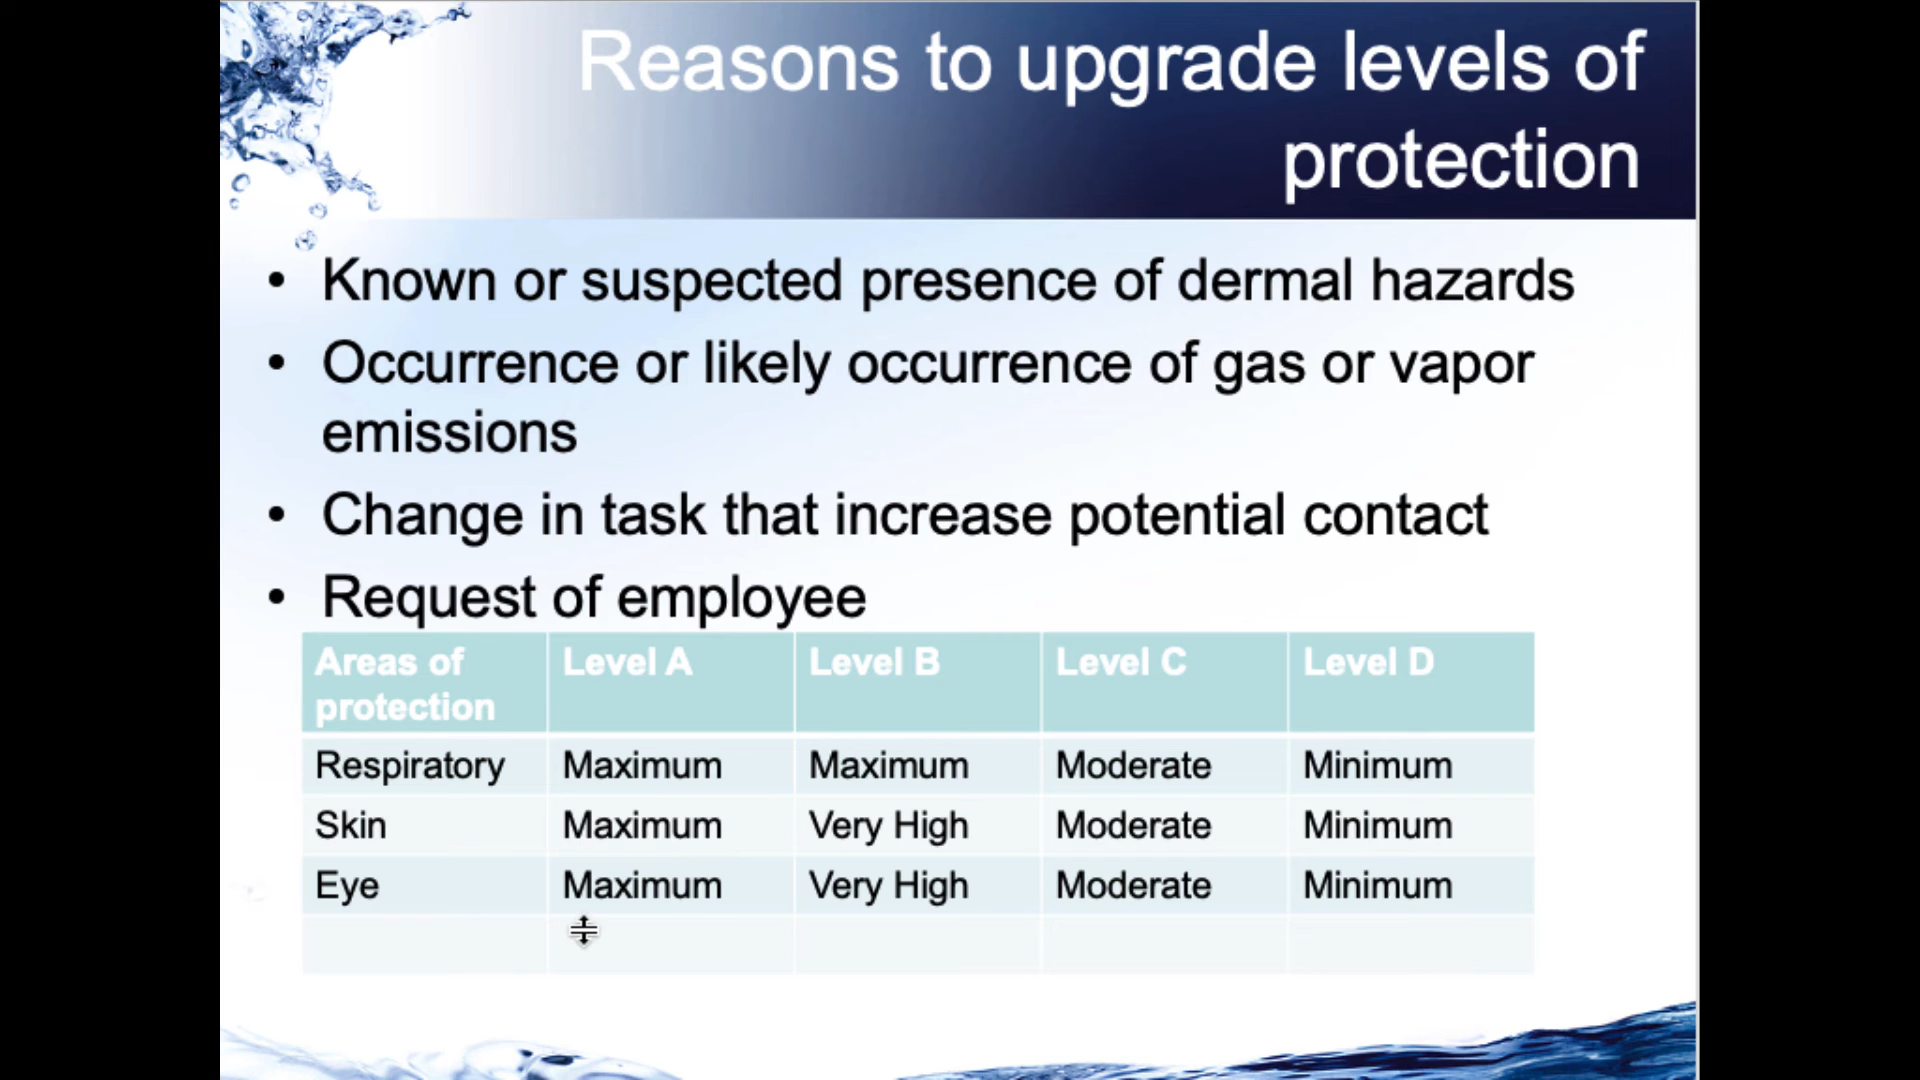 Reasons to upgrade levels of
protection
• Known or suspected presence of dermal hazards
• Occurrence or likely occurrence of gas or vapor
emissions
• Change in task that increase potential contact
• Request of employee
Areas of protection Level A Level B Level C Level D
Respiratory Maximum Maximum Moderate Minimum
Skin Maximum Very High Moderate Minimum
Eye Maximum Very High Moderate Minimum